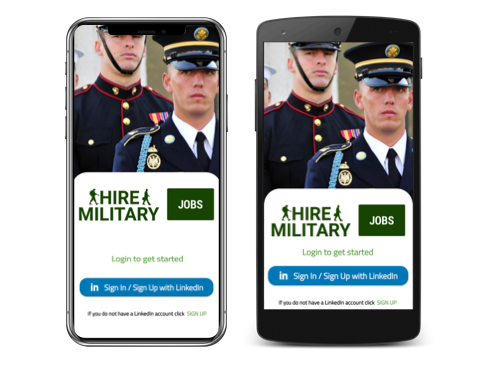 HIRE
MILITARY
JOBS
Login to get started
in Sign In / Sign Up with LinkedIn
If you do not have a LinkedIn account click SIGN UP
HIRE
MILITARY
JOBS
Login to get started
in Sign In / Sign Up with LinkedIn
If you do not have a LinkedIn account click SIGN UP